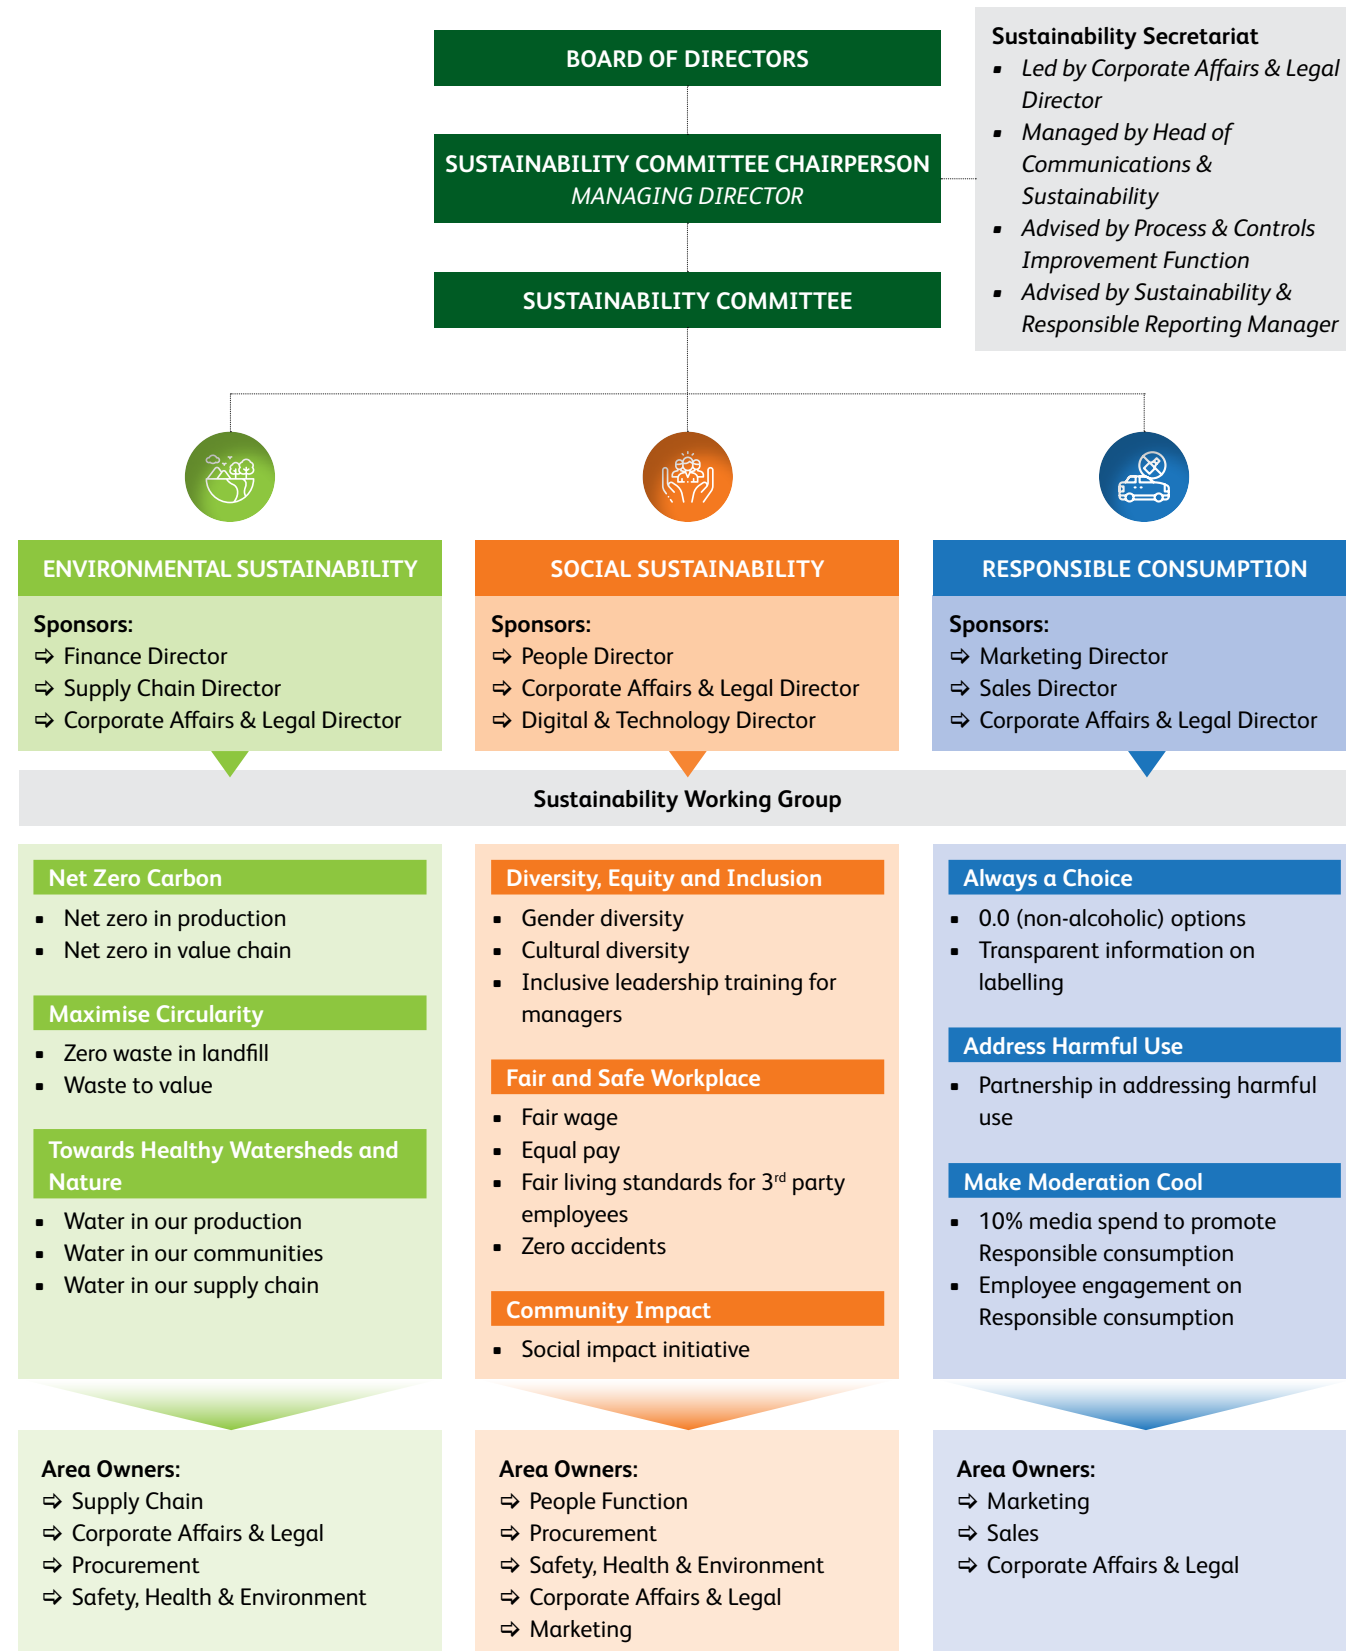 BOARD OF DIRECTORS
SUSTAINABILITY COMMITTEE CHAIRPERSON
MANAGING DIRECTOR
SUSTAINABILITY COMMITTEE
Sustainability Secretariat
▪ Led by Corporate Affairs & Legal
Director
▪ Managed by Head of
Communications &
Sustainability
▪ Advised by Process & Controls
Improvement Function
▪ Advised by Sustainability &
Responsible Reporting Manager
ENVIRONMENTAL SUSTAINABILITY
Sponsors:
⇨ Finance Director
⇨ Supply Chain Director
⇨ Corporate Affairs & Legal Director
SOCIAL SUSTAINABILITY
Sponsors:
⇨ People Director
⇨ Corporate Affairs & Legal Director
⇨ Digital & Technology Director
RESPONSIBLE CONSUMPTION
Sponsors:
⇨ Marketing Director
⇨ Sales Director
⇨ Corporate Affairs & Legal Director
Sustainability Working Group
Net Zero Carbon
▪ Net zero in production
▪ Net zero in value chain
Maximise Circularity
▪ Zero waste in landfill
▪ Waste to value
Towards Healthy Watersheds and
Nature
▪ Water in our production
▪ Water in our communities
▪ Water in our supply chain
Diversity, Equity and Inclusion
▪ Gender diversity
▪ Cultural diversity
▪ Inclusive leadership training for
managers
Fair and Safe Workplace
▪ Fair wage
▪ Equal pay
▪ Fair living standards for 3rd party
employees
▪ Zero accidents
Community Impact
▪ Social impact initiative
Always a Choice
▪ 0.0 (non-alcoholic) options
▪ Transparent information on
labelling
Address Harmful Use
▪ Partnership in addressing harmful
use
Make Moderation Cool
▪ 10% media spend to promote
Responsible consumption
▪ Employee engagement on
Responsible consumption
Area Owners:
⇨ Supply Chain
⇨ Corporate Affairs & Legal
⇨ Procurement
⇨ Safety, Health & Environment
Area Owners:
⇨ People Function
⇨ Procurement
⇨ Safety, Health & Environment
⇨ Corporate Affairs & Legal
⇨ Marketing
Area Owners:
⇨ Marketing
⇨ Sales
⇨ Corporate Affairs & Legal